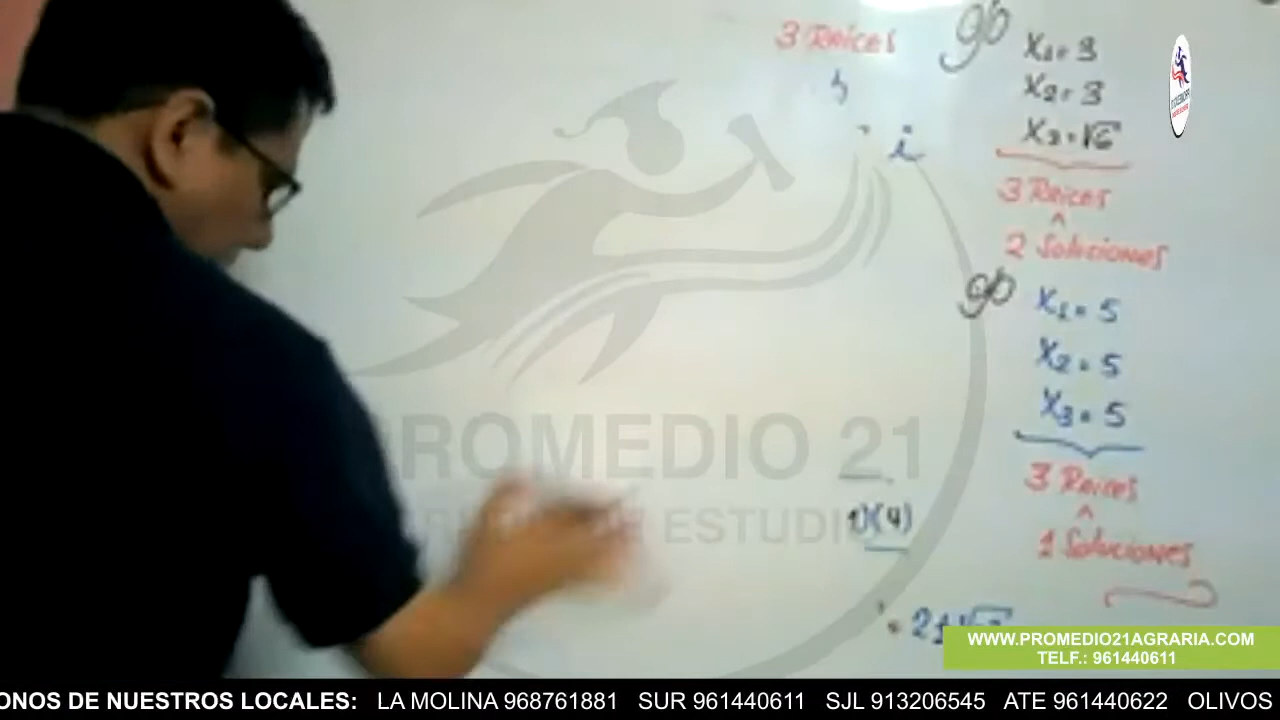 3 Raices
i
x₁ = 3
x₂ = 3
x₃ = √6
3 Raices
^
2 Soluciones
x₁ = 5
x₂ = 5
x₃ = 5
3 Raices
^
1 Soluciones
)(4)
PROMEDIO 21
WWW.PROMEDIO21AGRARIA.COM
TELF.: 961440611
ONOS DE NUESTROS LOCALES: LA MOLINA 968761881 SUR 961440611 SJL 913206545 ATE 961440622 OLIVOS